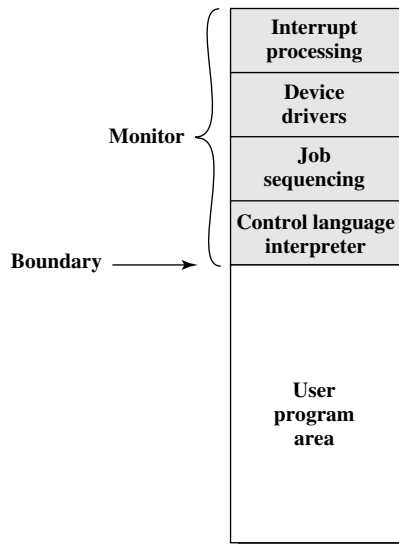 Interrupt
processing
Device
drivers
Monitor
Job
sequencing
Control language
interpreter
Boundary
User
program
area